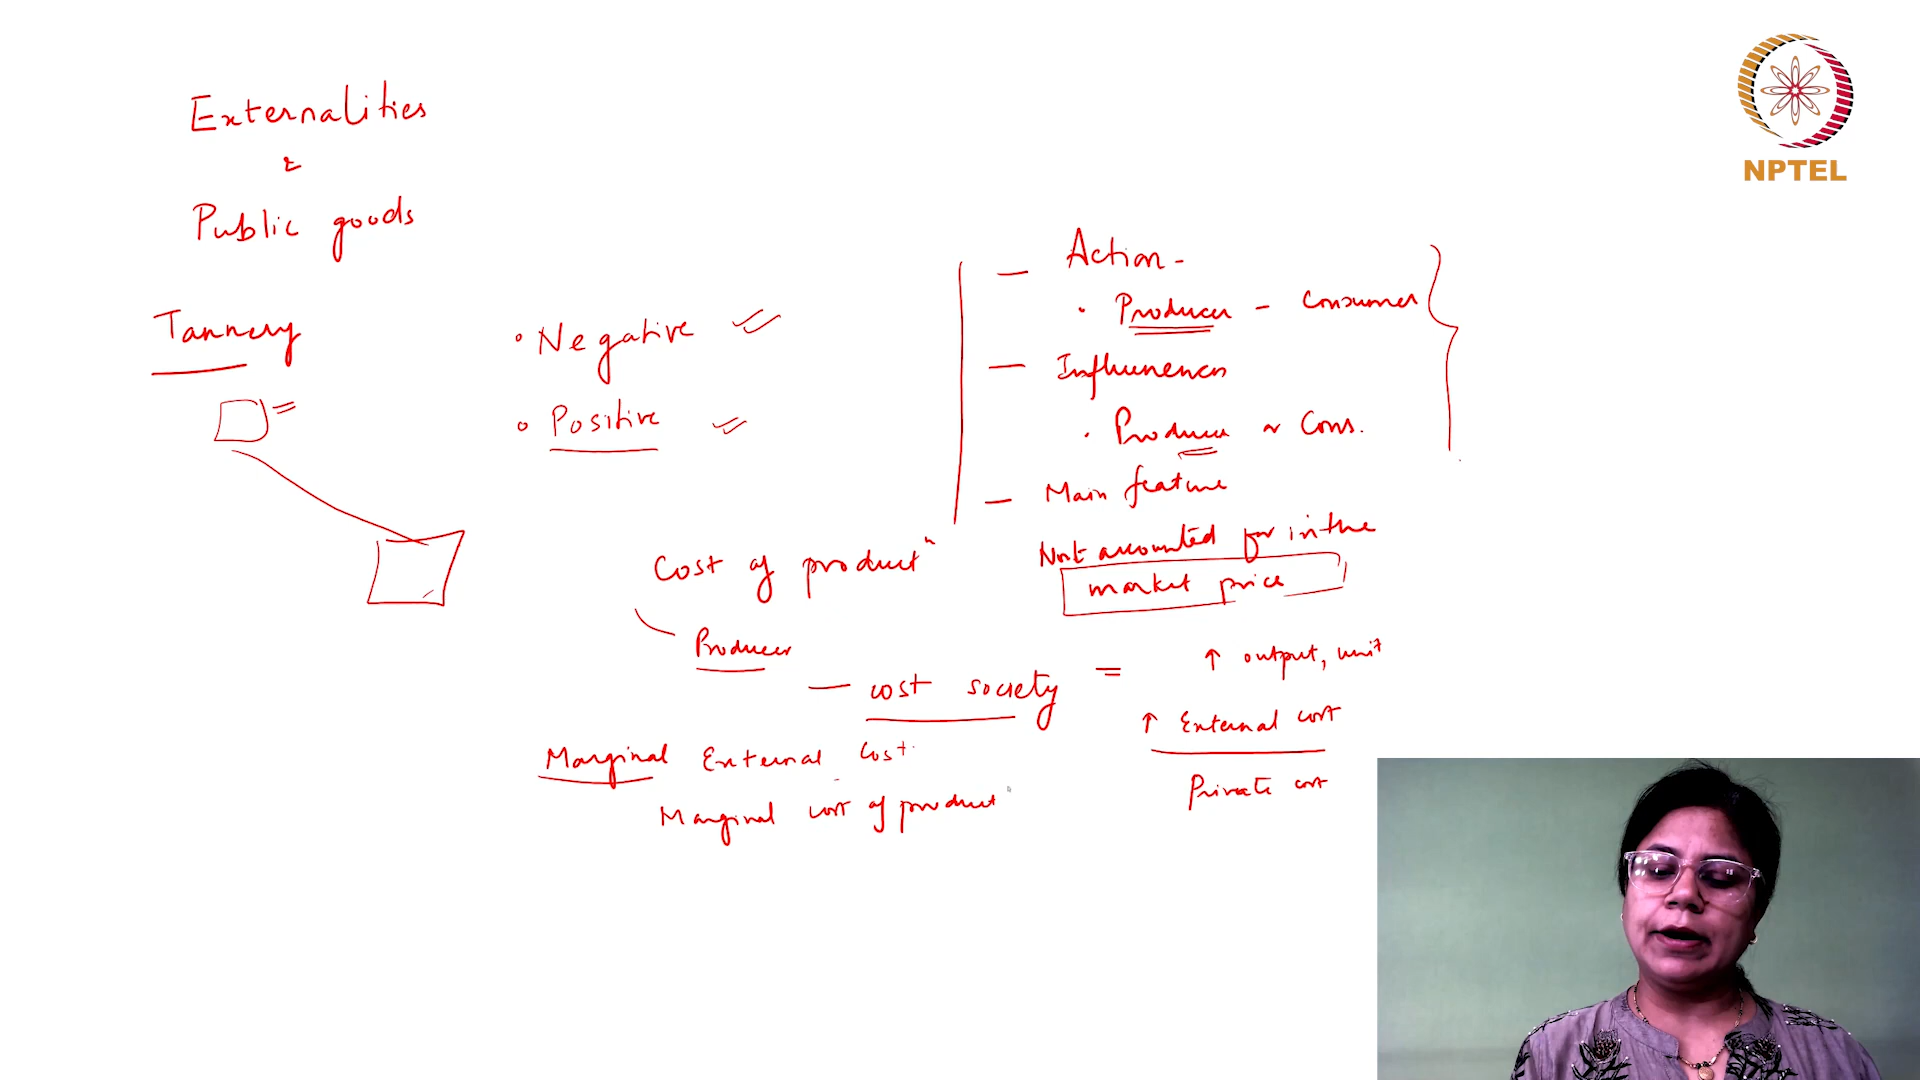 Externalities
&
Public goods
Tannery
• Negative
• Positive
— Action -
• Producer - Consumer
— Influences
• Producer ~ Cons.
— Main feature
Not accounted for in the
market price
Cost of product"
Producer
— cost society =
↑ output, unit
↑ External cost
Private cost
Marginal External Cost.
Marginal cost of product
NPTEL